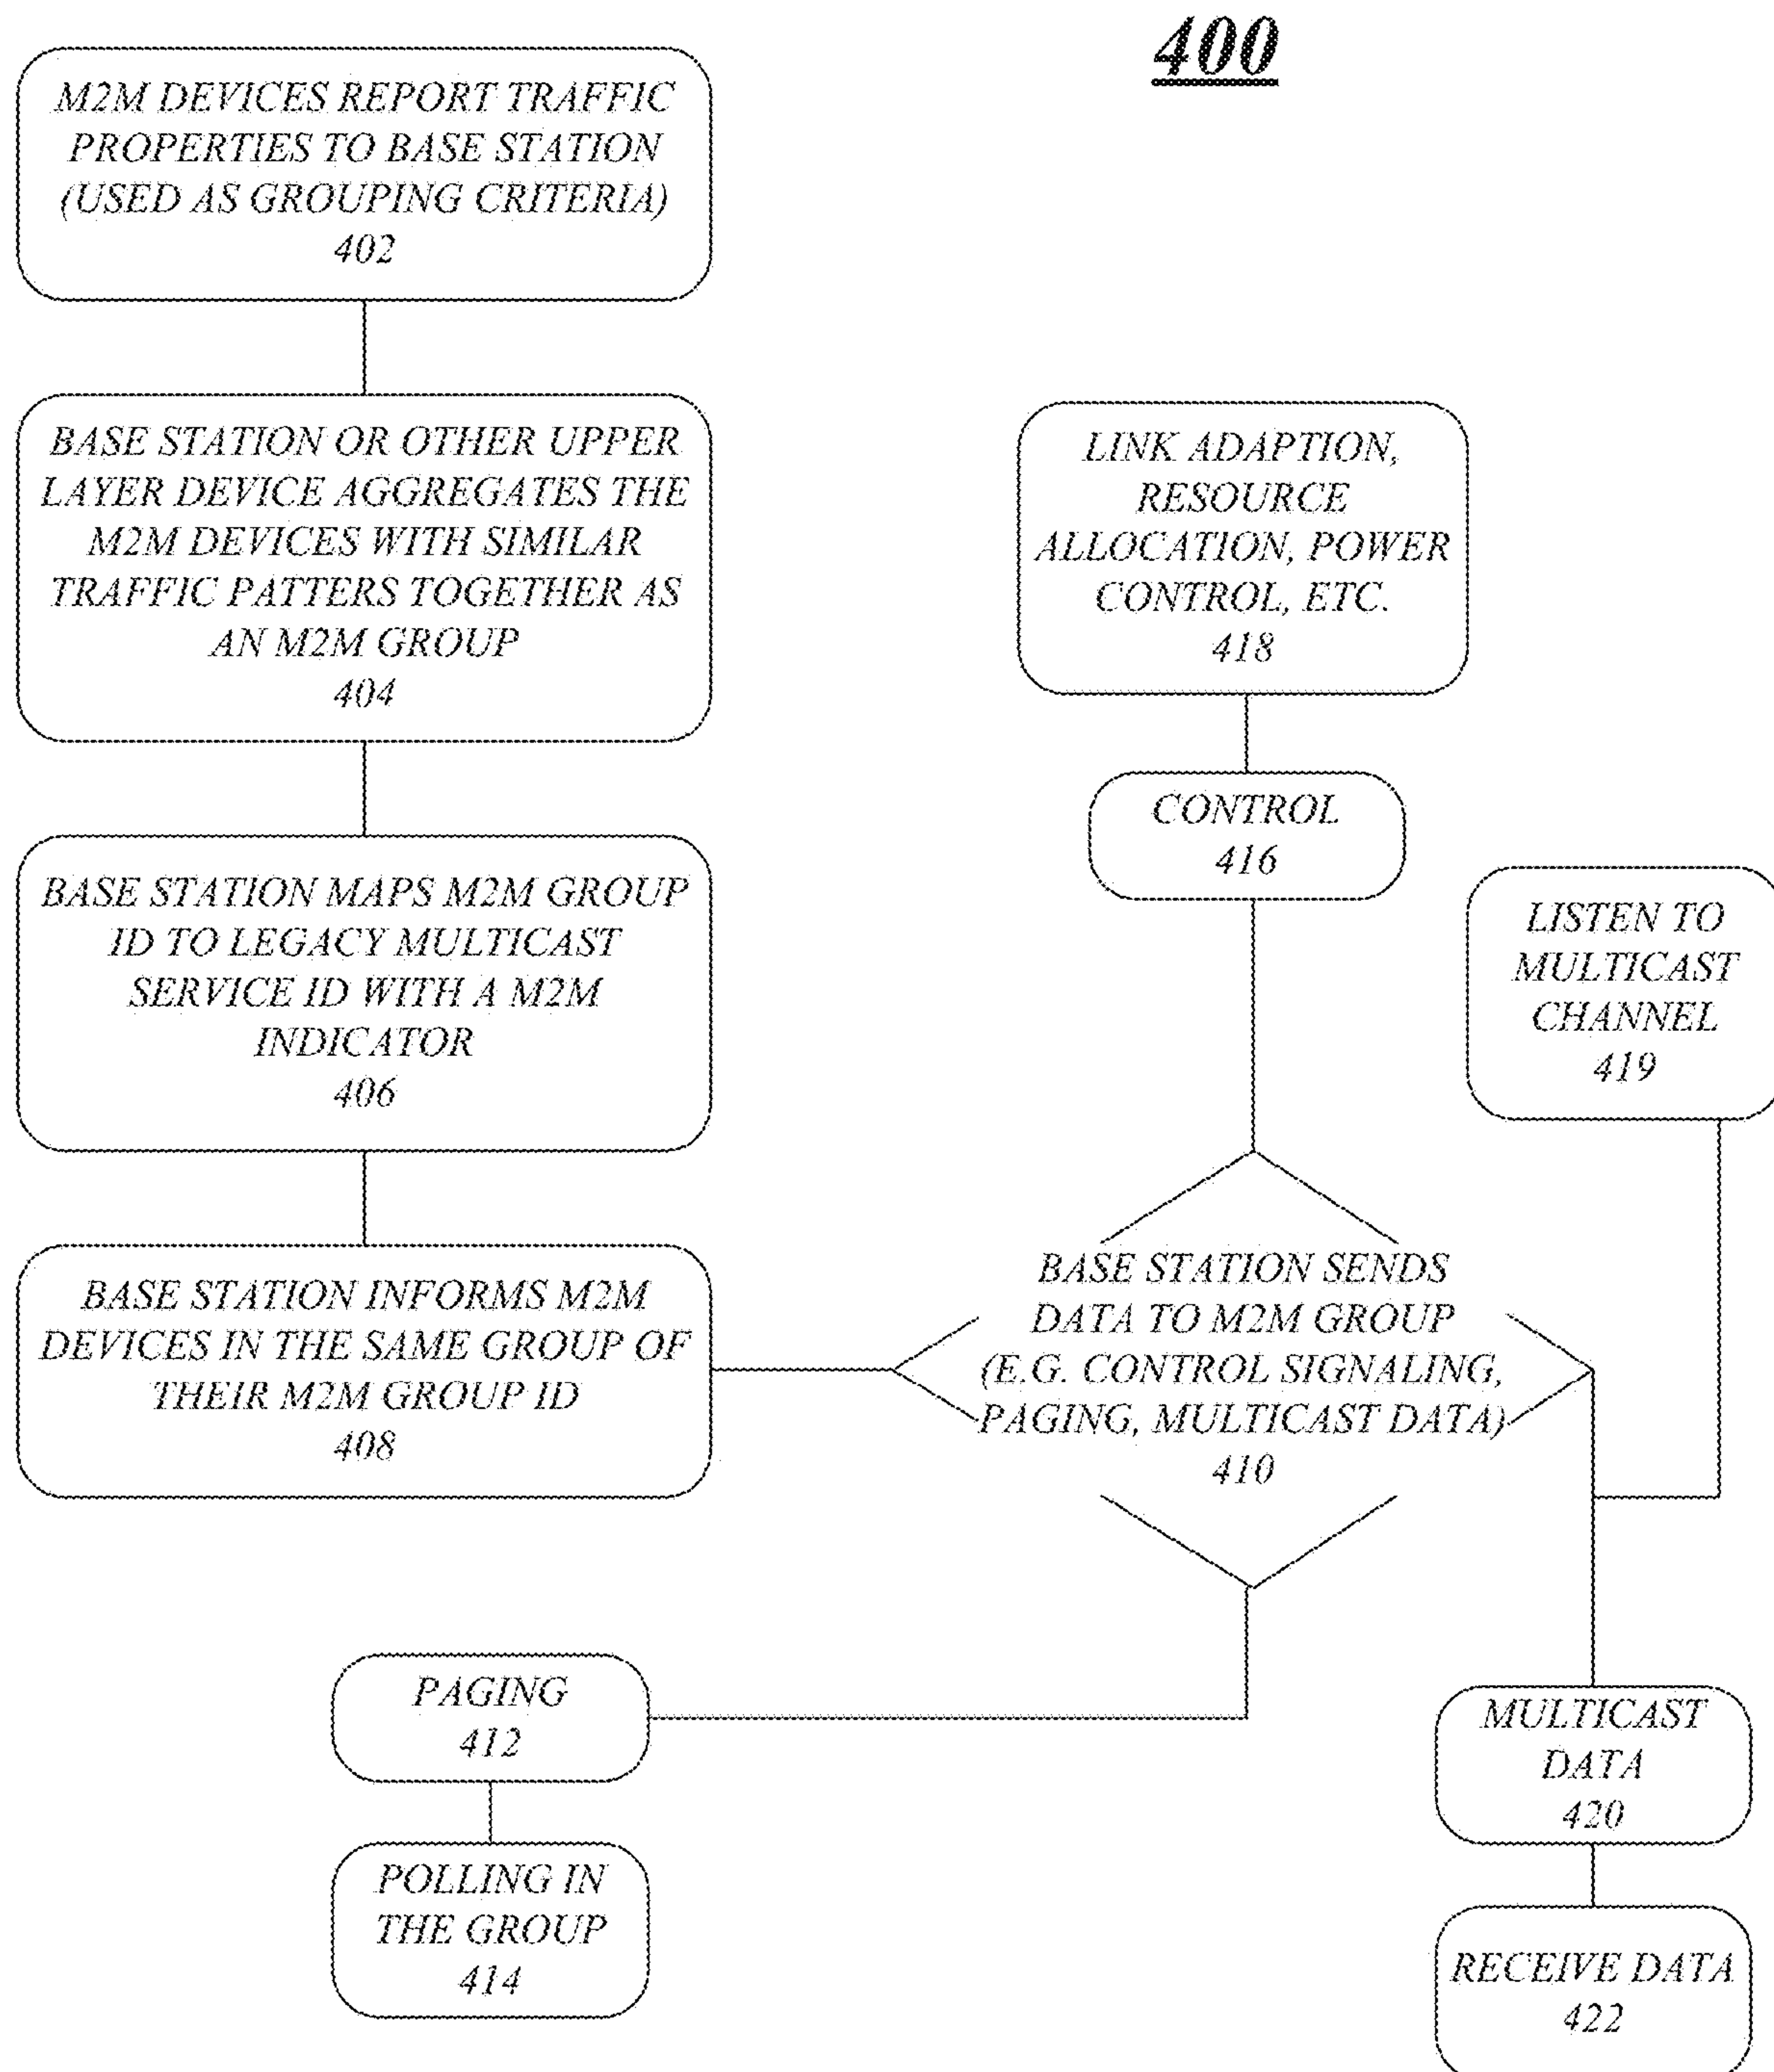 400
M2M DEVICES REPORT TRAFFIC
PROPERTIES TO BASE STATION
(USED AS GROUPING CRITERIA)
402
BASE STATION OR OTHER UPPER
LAYER DEVICE AGGREGATES THE
M2M DEVICES WITH SIMILAR
TRAFFIC PATTERS TOGETHER AS
AN M2M GROUP
404
BASE STATION MAPS M2M GROUP
ID TO LEGACY MULTICAST
SERVICE ID WITH A M2M
INDICATOR
406
BASE STATION INFORMS M2M
DEVICES IN THE SAME GROUP OF
THEIR M2M GROUP ID
408
LINK ADAPTION,
RESOURCE
ALLOCATION, POWER
CONTROL, ETC.
418
CONTROL
416
LISTEN TO
MULTICAST
CHANNEL
419
BASE STATION SENDS
DATA TO M2M GROUP
(E.G. CONTROL SIGNALING,
PAGING, MULTICAST DATA)
410
PAGING
412
POLLING IN
THE GROUP
414
MULTICAST
DATA
420
RECEIVE DATA
422